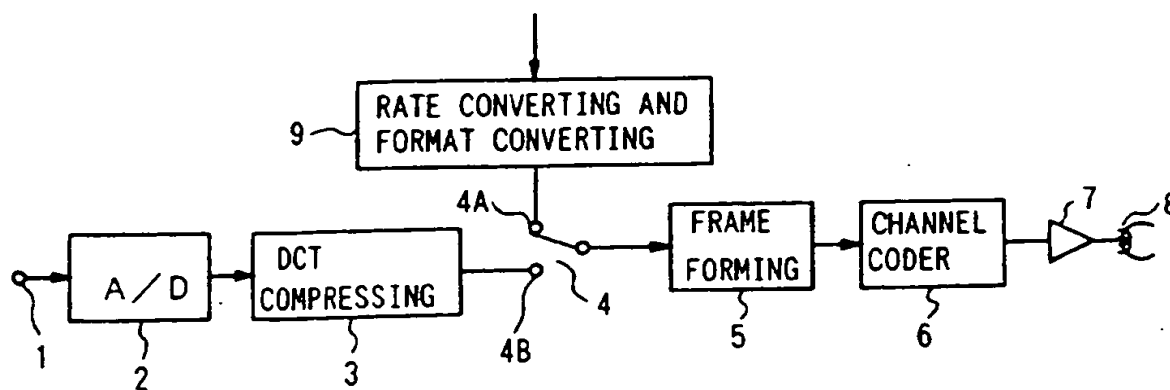 RATE CONVERTING AND
FORMAT CONVERTING
9
4A
7
8
FRAME
FORMING
CHANNEL
CODER
A/D
DCT
COMPRESSING
4
5
6
1
2
3
4B